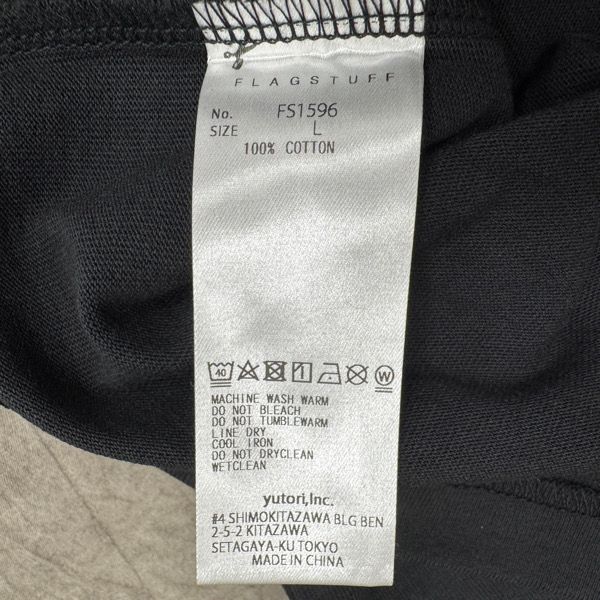 FLAGSTUFF
No. FS1596
SIZE L
100% COTTON
40
MACHINE WASH WARM
DO NOT BLEACH
DO NOT TUMBLEWARM
LINE DRY
COOL IRON
DO NOT DRYCLEAN
WETCLEAN
yutori,Inc.
#4 SHIMOKITAZAWA BLG BEN
2-5-2 KITAZAWA
SETAGAYA-KU TOKYO
MADE IN CHINA